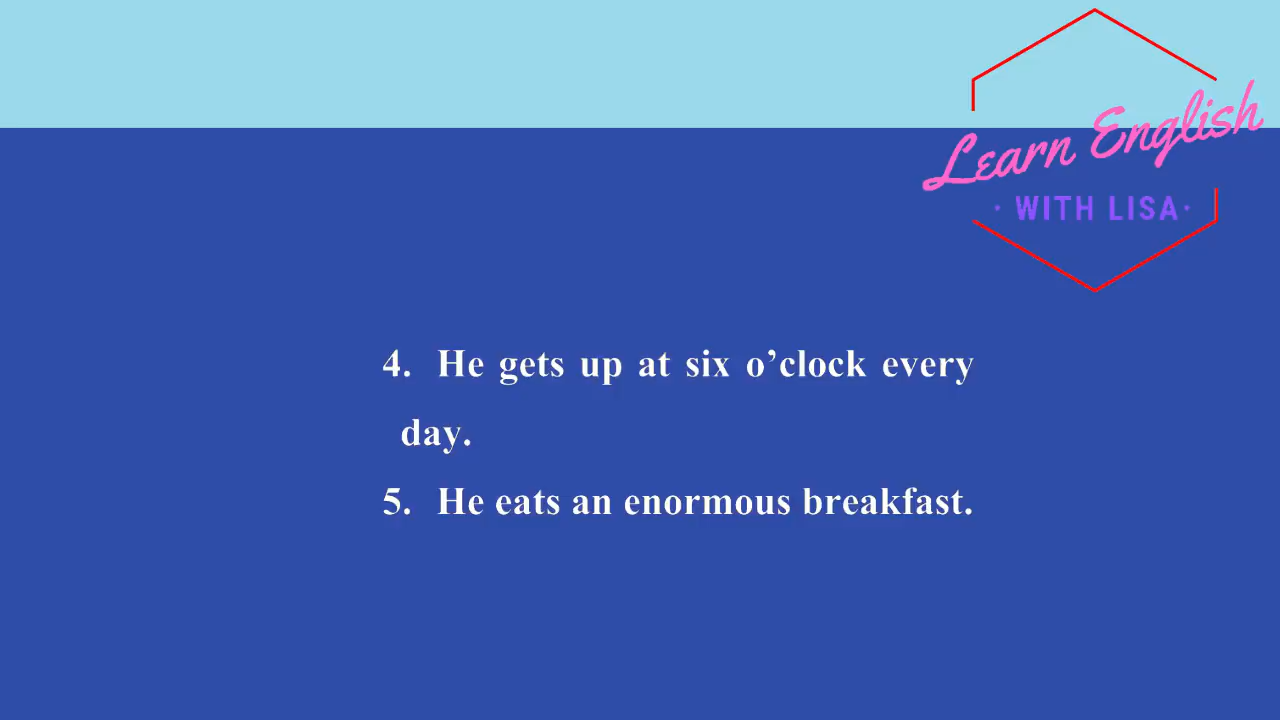 Learn English
· WITH LISA ·
4. He gets up at six o’clock every
day.
5. He eats an enormous breakfast.